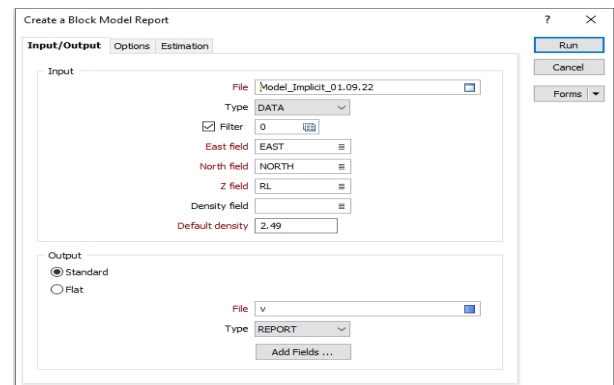 Create a Block Model Report
? ×
Input/Output Options Estimation
Run
Cancel
Forms
Input
File Model_Implicit_01.09.22
Type DATA
Filter 0
East field EAST
North field NORTH
Z field RL
Density field
Default density 2.49
Output
Standard
Flat
File v
Type REPORT
Add Fields ...